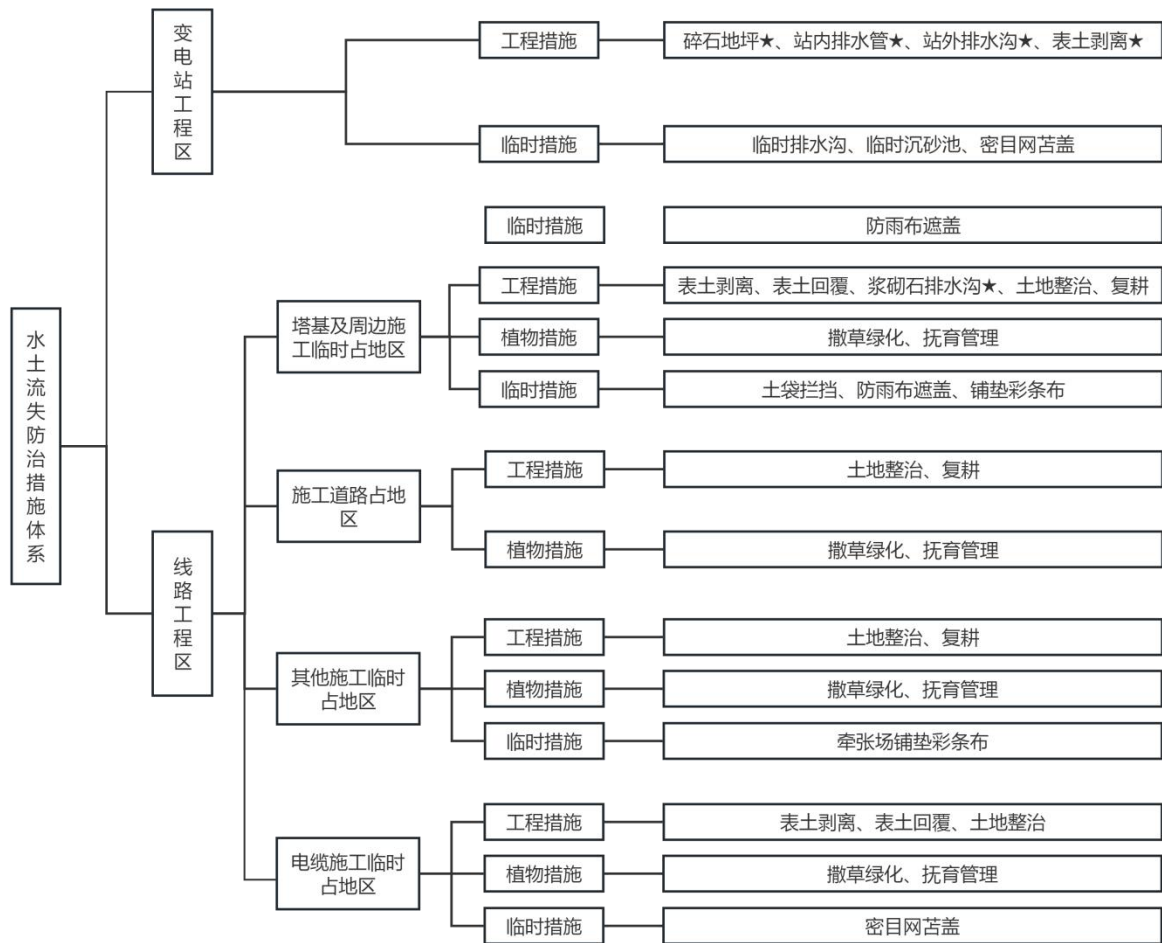 水土流失防治措施体系
变电站工程区
工程措施
碎石地坪★、站内排水管★、站外排水沟★、表土剥离★
临时措施
临时排水沟、临时沉砂池、密目网苫盖
临时措施
防雨布遮盖
线路工程区
塔基及周边施
工临时占地区
工程措施
表土剥离、表土回覆、浆砌石排水沟★、土地整治、复耕
植物措施
撒草绿化、抚育管理
临时措施
土袋拦挡、防雨布遮盖、铺垫彩条布
施工道路占地
区
工程措施
土地整治、复耕
植物措施
撒草绿化、抚育管理
其他施工临时
占地区
工程措施
土地整治、复耕
植物措施
撒草绿化、抚育管理
临时措施
牵张场铺垫彩条布
电缆施工临时
占地区
工程措施
表土剥离、表土回覆、土地整治
植物措施
撒草绿化、抚育管理
临时措施
密目网苫盖